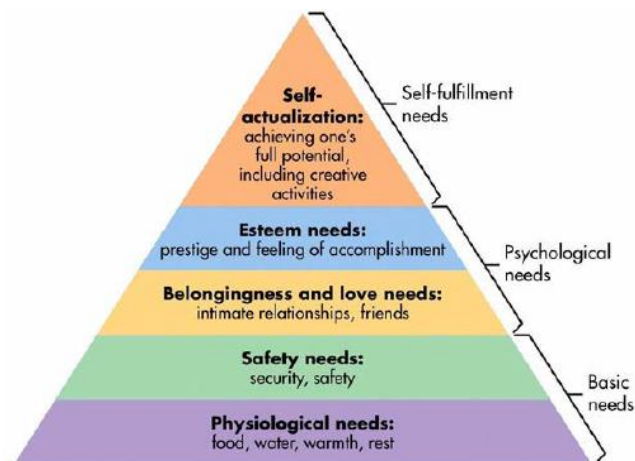 Self-
actualization:
achieving one's
full potential,
including creative
activities
Self-fulfillment
needs
Esteem needs:
prestige and feeling of accomplishment
Psychological
needs
Belongingness and love needs:
intimate relationships, friends
Safety needs:
security, safety
Basic
needs
Physiological needs:
food, water, warmth, rest